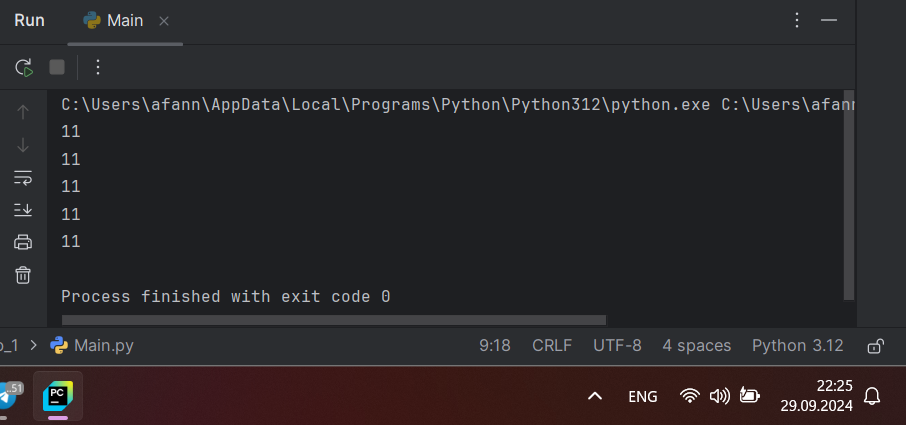 Run Main
C:\Users\afann\AppData\Local\Programs\Python\Python312\python.exe C:\Users\afann
11
11
11
11
11
Process finished with exit code 0
_1 > Main.py 9:18 CRLF UTF-8 4 spaces Python 3.12
51
PC
ENG
22:25
29.09.2024